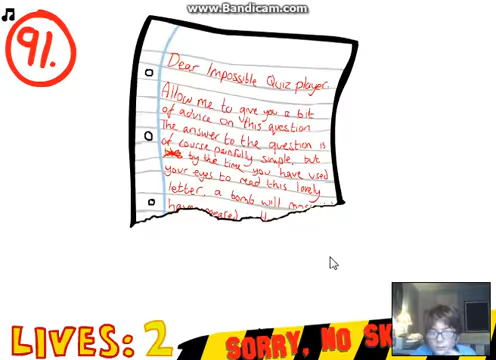 www.Bandicam.com
91.
Dear Impossible Quiz player
Allow me to give you a bit
of advice on this question
The answer to the question is
of course painfully simple, but
by the time you have used
your eyes to read this lovely
letter, a bomb will
have
LIVES: 2
SORRY, NO SK